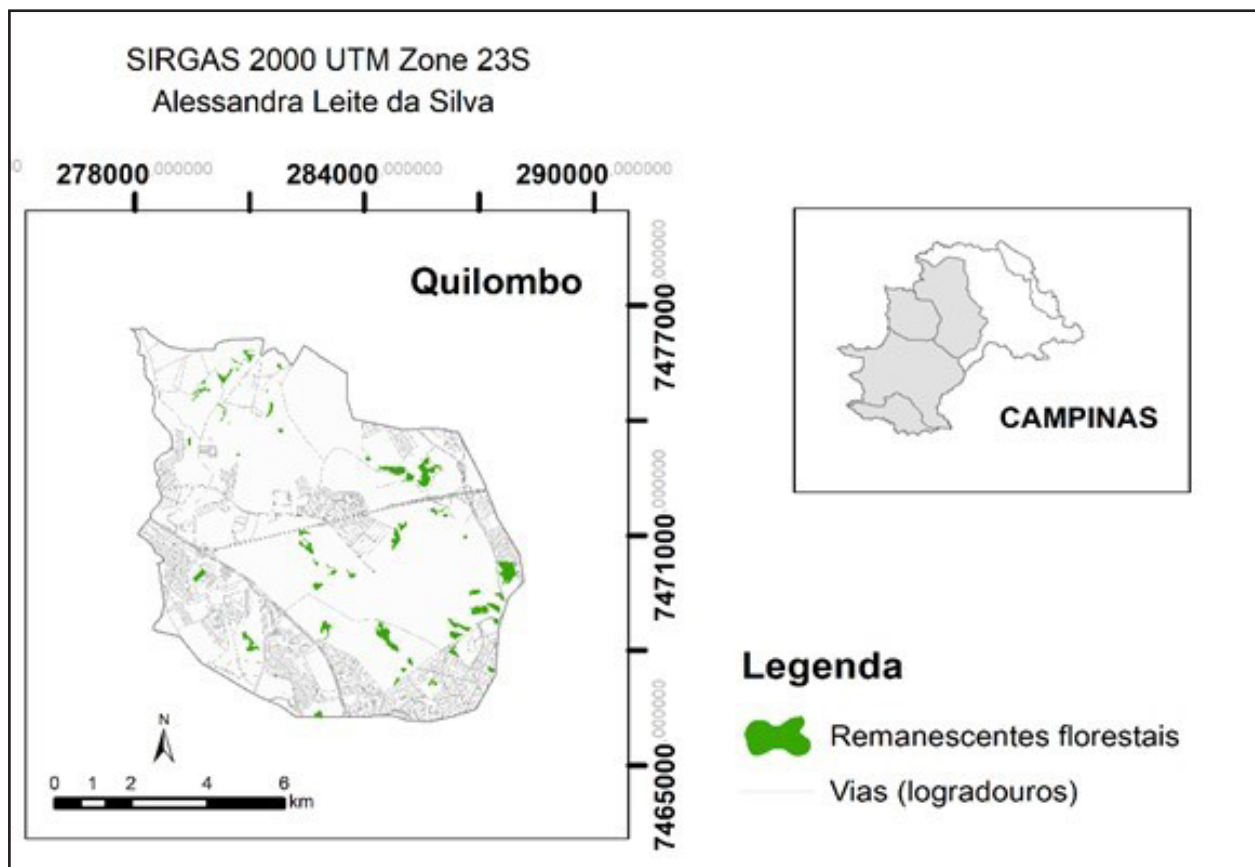 SIRGAS 2000 UTM Zone 23S
Alessandra Leite da Silva
0
278000,000000
284000,000000
290000,000000
Quilombo
7477000,000000
7471000,000000
7465000,000000
N
0 1 2 4 6
km
CAMPINAS
Legenda
Remanescentes florestais
Vias (logradouros)